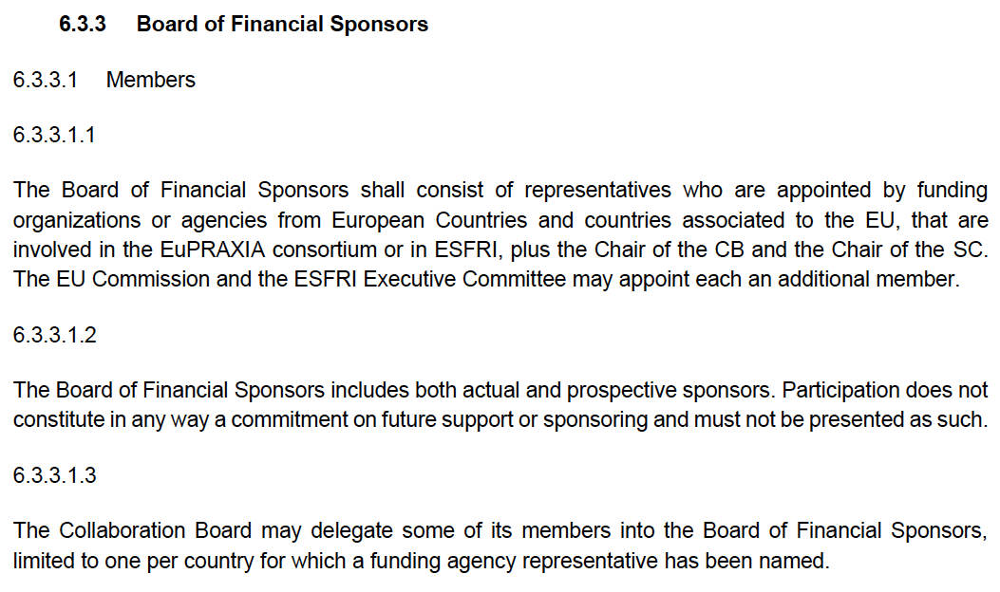 6.3.3 Board of Financial Sponsors
6.3.3.1 Members
6.3.3.1.1
The Board of Financial Sponsors shall consist of representatives who are appointed by funding
organizations or agencies from European Countries and countries associated to the EU, that are
involved in the EuPRAXIA consortium or in ESFRI, plus the Chair of the CB and the Chair of the SC.
The EU Commission and the ESFRI Executive Committee may appoint each an additional member.
6.3.3.1.2
The Board of Financial Sponsors includes both actual and prospective sponsors. Participation does not
constitute in any way a commitment on future support or sponsoring and must not be presented as such.
6.3.3.1.3
The Collaboration Board may delegate some of its members into the Board of Financial Sponsors,
limited to one per country for which a funding agency representative has been named.